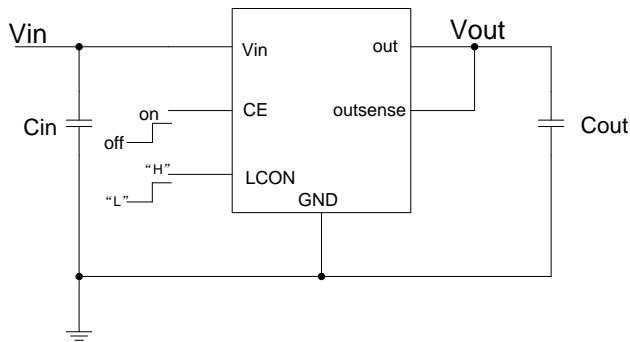 Vin
Vout
Vin
out
CE
outsense
on
off
Cin
Cout
“H”
“L”
LCON
GND